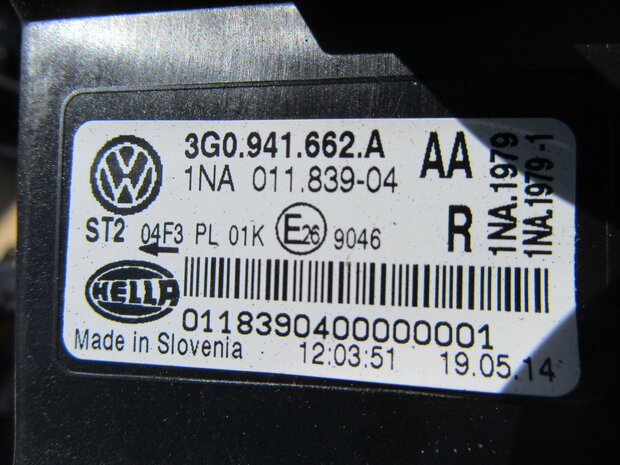 3G0.941.662.A AA
1NA 011.839-04
ST2 04F3 PL 01K E26 9046 R
1NA.1979
1NA.1979-1
HELLA
01183904000000001
Made in Slovenia 12:03:51 19.05.14